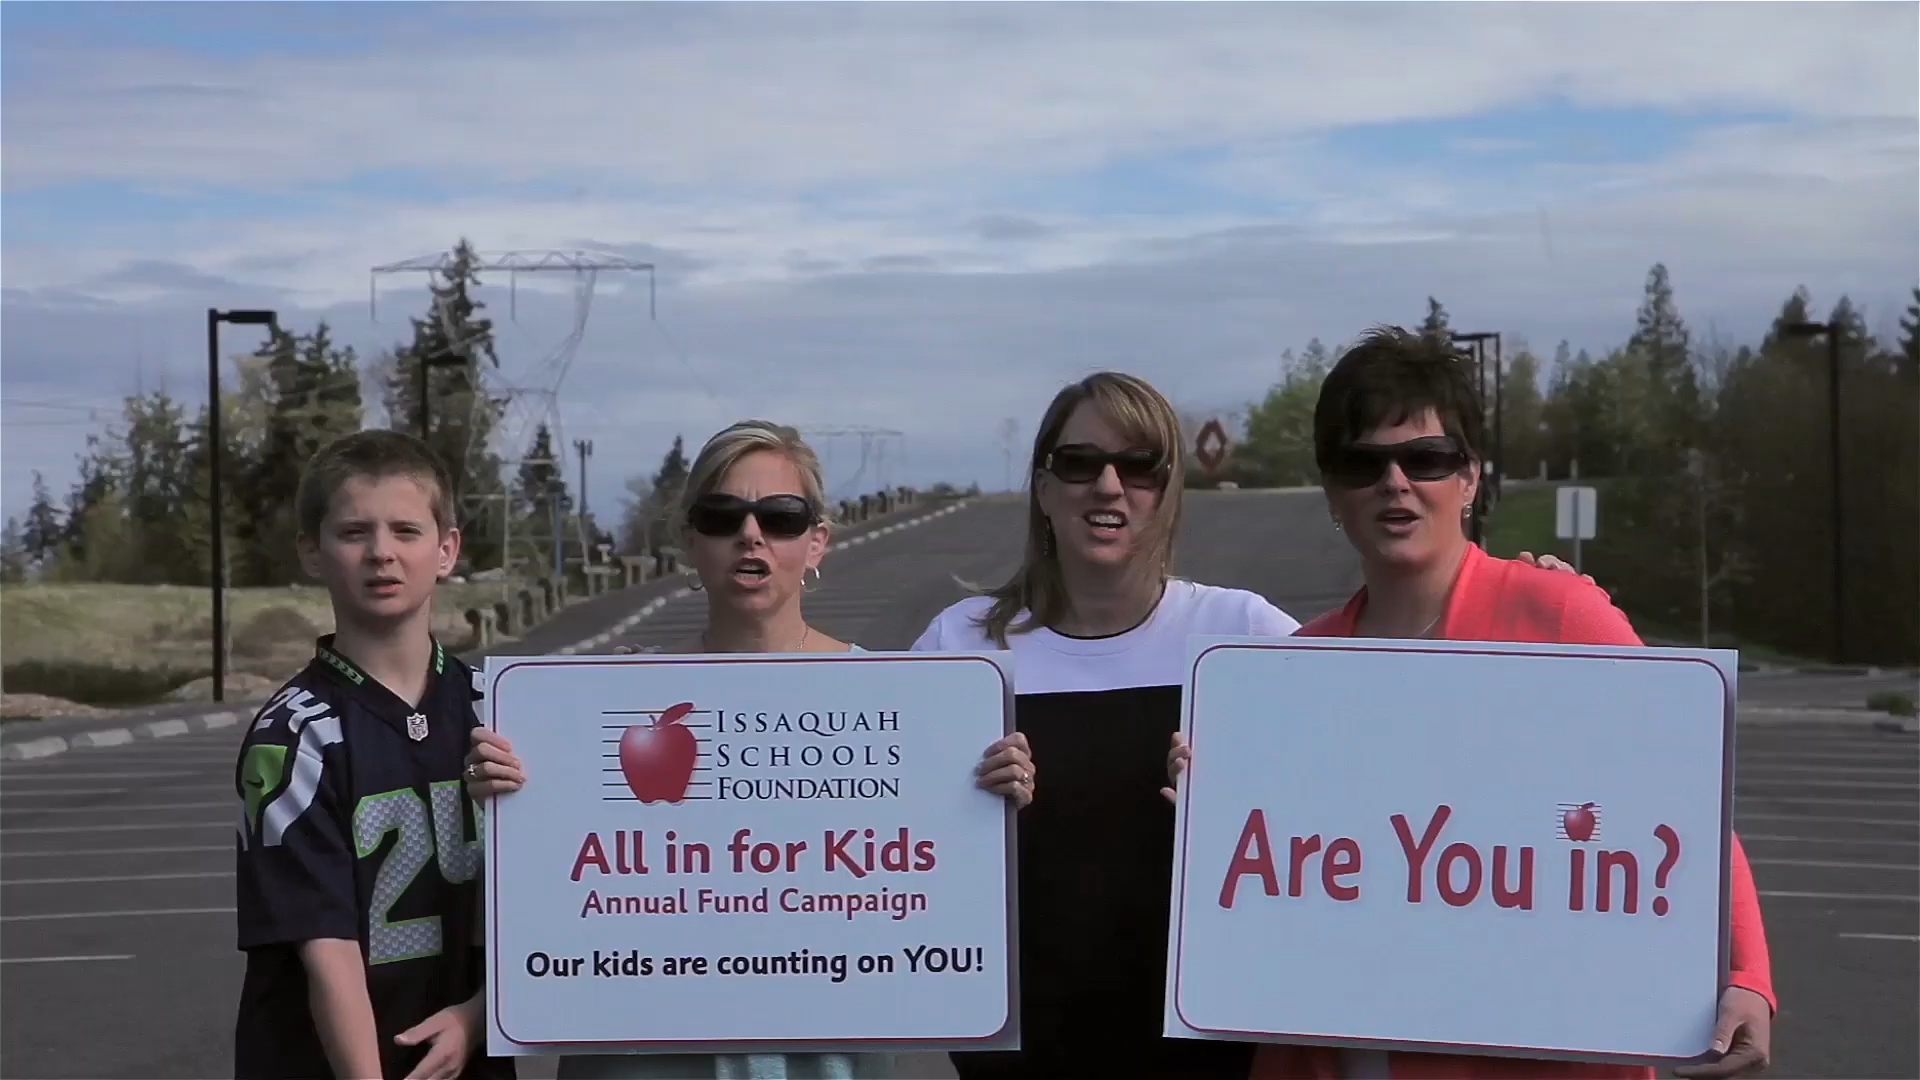 24
24
ISSAQUAH
SCHOOLS
FOUNDATION
All in for Kids
Annual Fund Campaign
Our kids are counting on YOU!
Are You in?